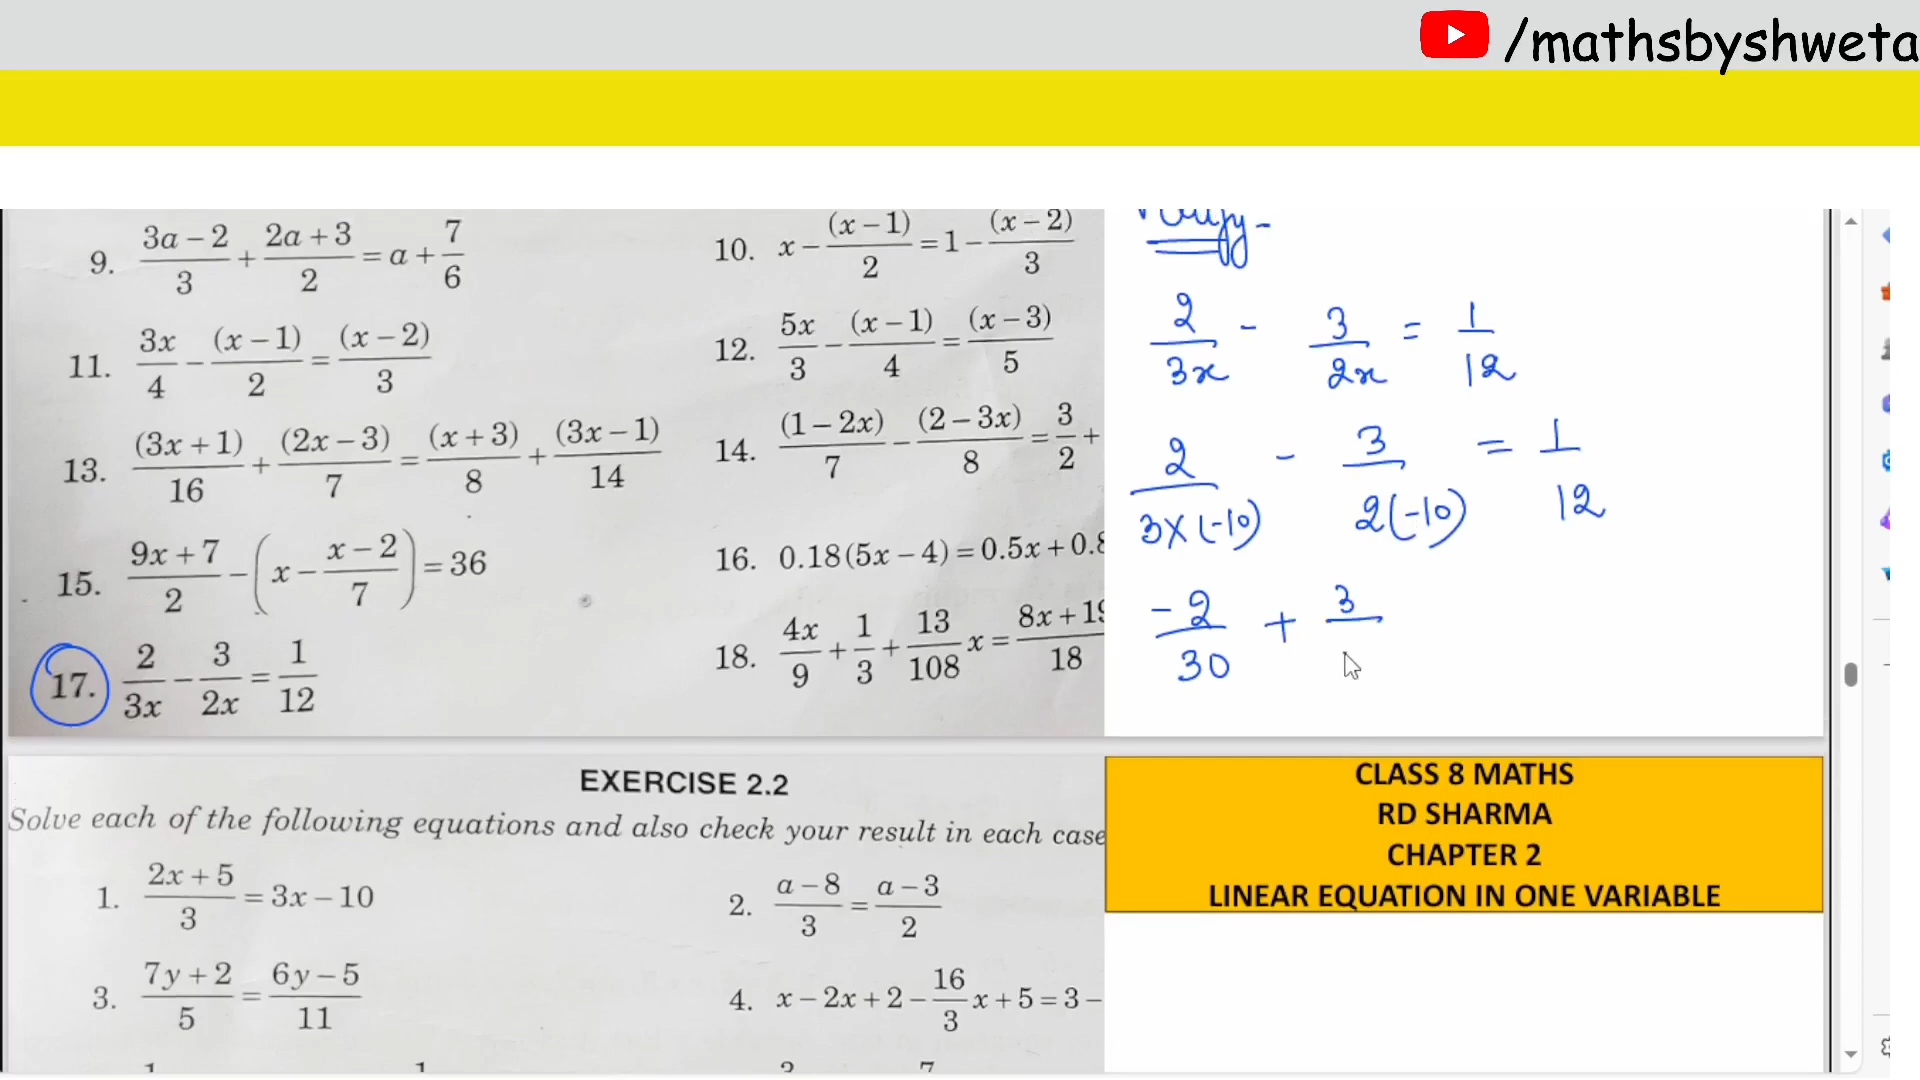 /mathsbyshweta
9. (3a – 2)/3 + (2a + 3)/2 = a + 7/6
10. x – (x – 1)/2 = 1 – (x – 2)/3
11. 3x/4 – (x – 1)/2 = (x – 2)/3
12. 5x/3 – (x – 1)/4 = (x – 3)/5
13. (3x + 1)/16 + (2x – 3)/7 = (x + 3)/8 + (3x – 1)/14
14. (1 – 2x)/7 – (2 – 3x)/8 = 3/2 +
15. (9x + 7)/2 – (x – (x – 2)/7) = 36
16. 0.18(5x – 4) = 0.5x + 0.8
17. 2/3x – 3/2x = 1/12
18. 4x/9 + 1/3 + 13/108 x = (8x + 19)/18
EXERCISE 2.2
Solve each of the following equations and also check your result in each case
1. (2x + 5)/3 = 3x – 10
2. (a – 8)/3 = (a – 3)/2
3. (7y + 2)/5 = (6y – 5)/11
4. x – 2x + 2 – 16/3 x + 5 = 3 –
Verify-
2/3x - 3/2x = 1/12
2/3×(-10) - 3/2(-10) = 1/12
-2/30 + 3/
CLASS 8 MATHS
RD SHARMA
CHAPTER 2
LINEAR EQUATION IN ONE VARIABLE